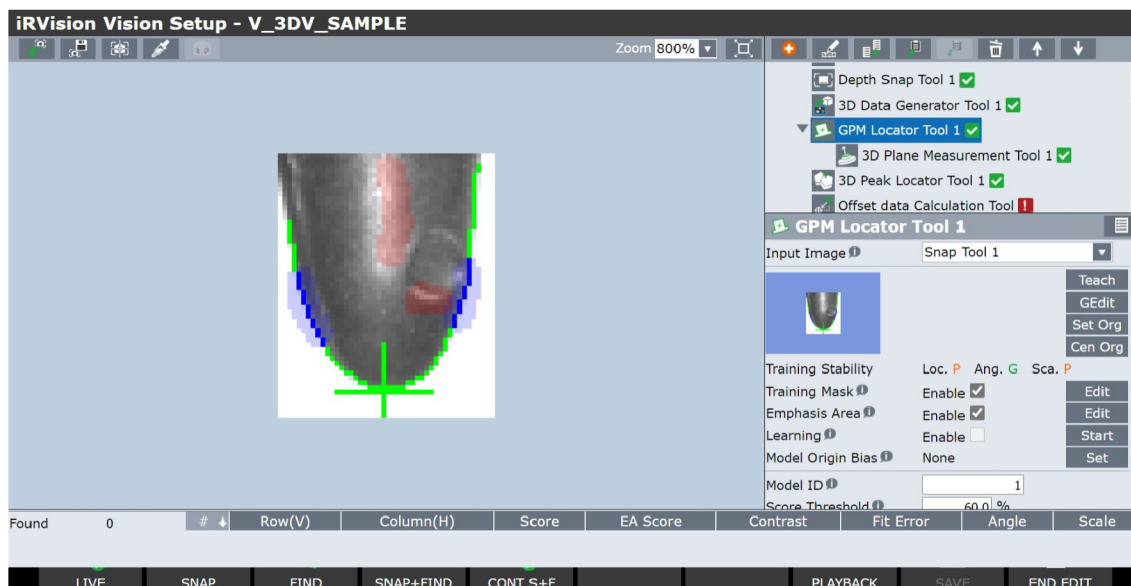 iRVision Vision Setup - V_3DV_SAMPLE
Zoom 800%
Depth Snap Tool 1
3D Data Generator Tool 1
GPM Locator Tool 1
3D Plane Measurement Tool 1
3D Peak Locator Tool 1
Offset data Calculation Tool
GPM Locator Tool 1
Input Image Snap Tool 1
Teach
GEdit
Set Org
Cen Org
Training Stability Loc. P Ang. G Sca. P
Training Mask Enable Edit
Emphasis Area Enable Edit
Learning Enable Start
Model Origin Bias None Set
Model ID 1
Score Threshold 60.0 %
Found 0 # Row(V) Column(H) Score EA Score Contrast Fit Error Angle Scale
LIVE SNAP FIND SNAP+FIND CONT S+F PLAYBACK SAVE END EDIT